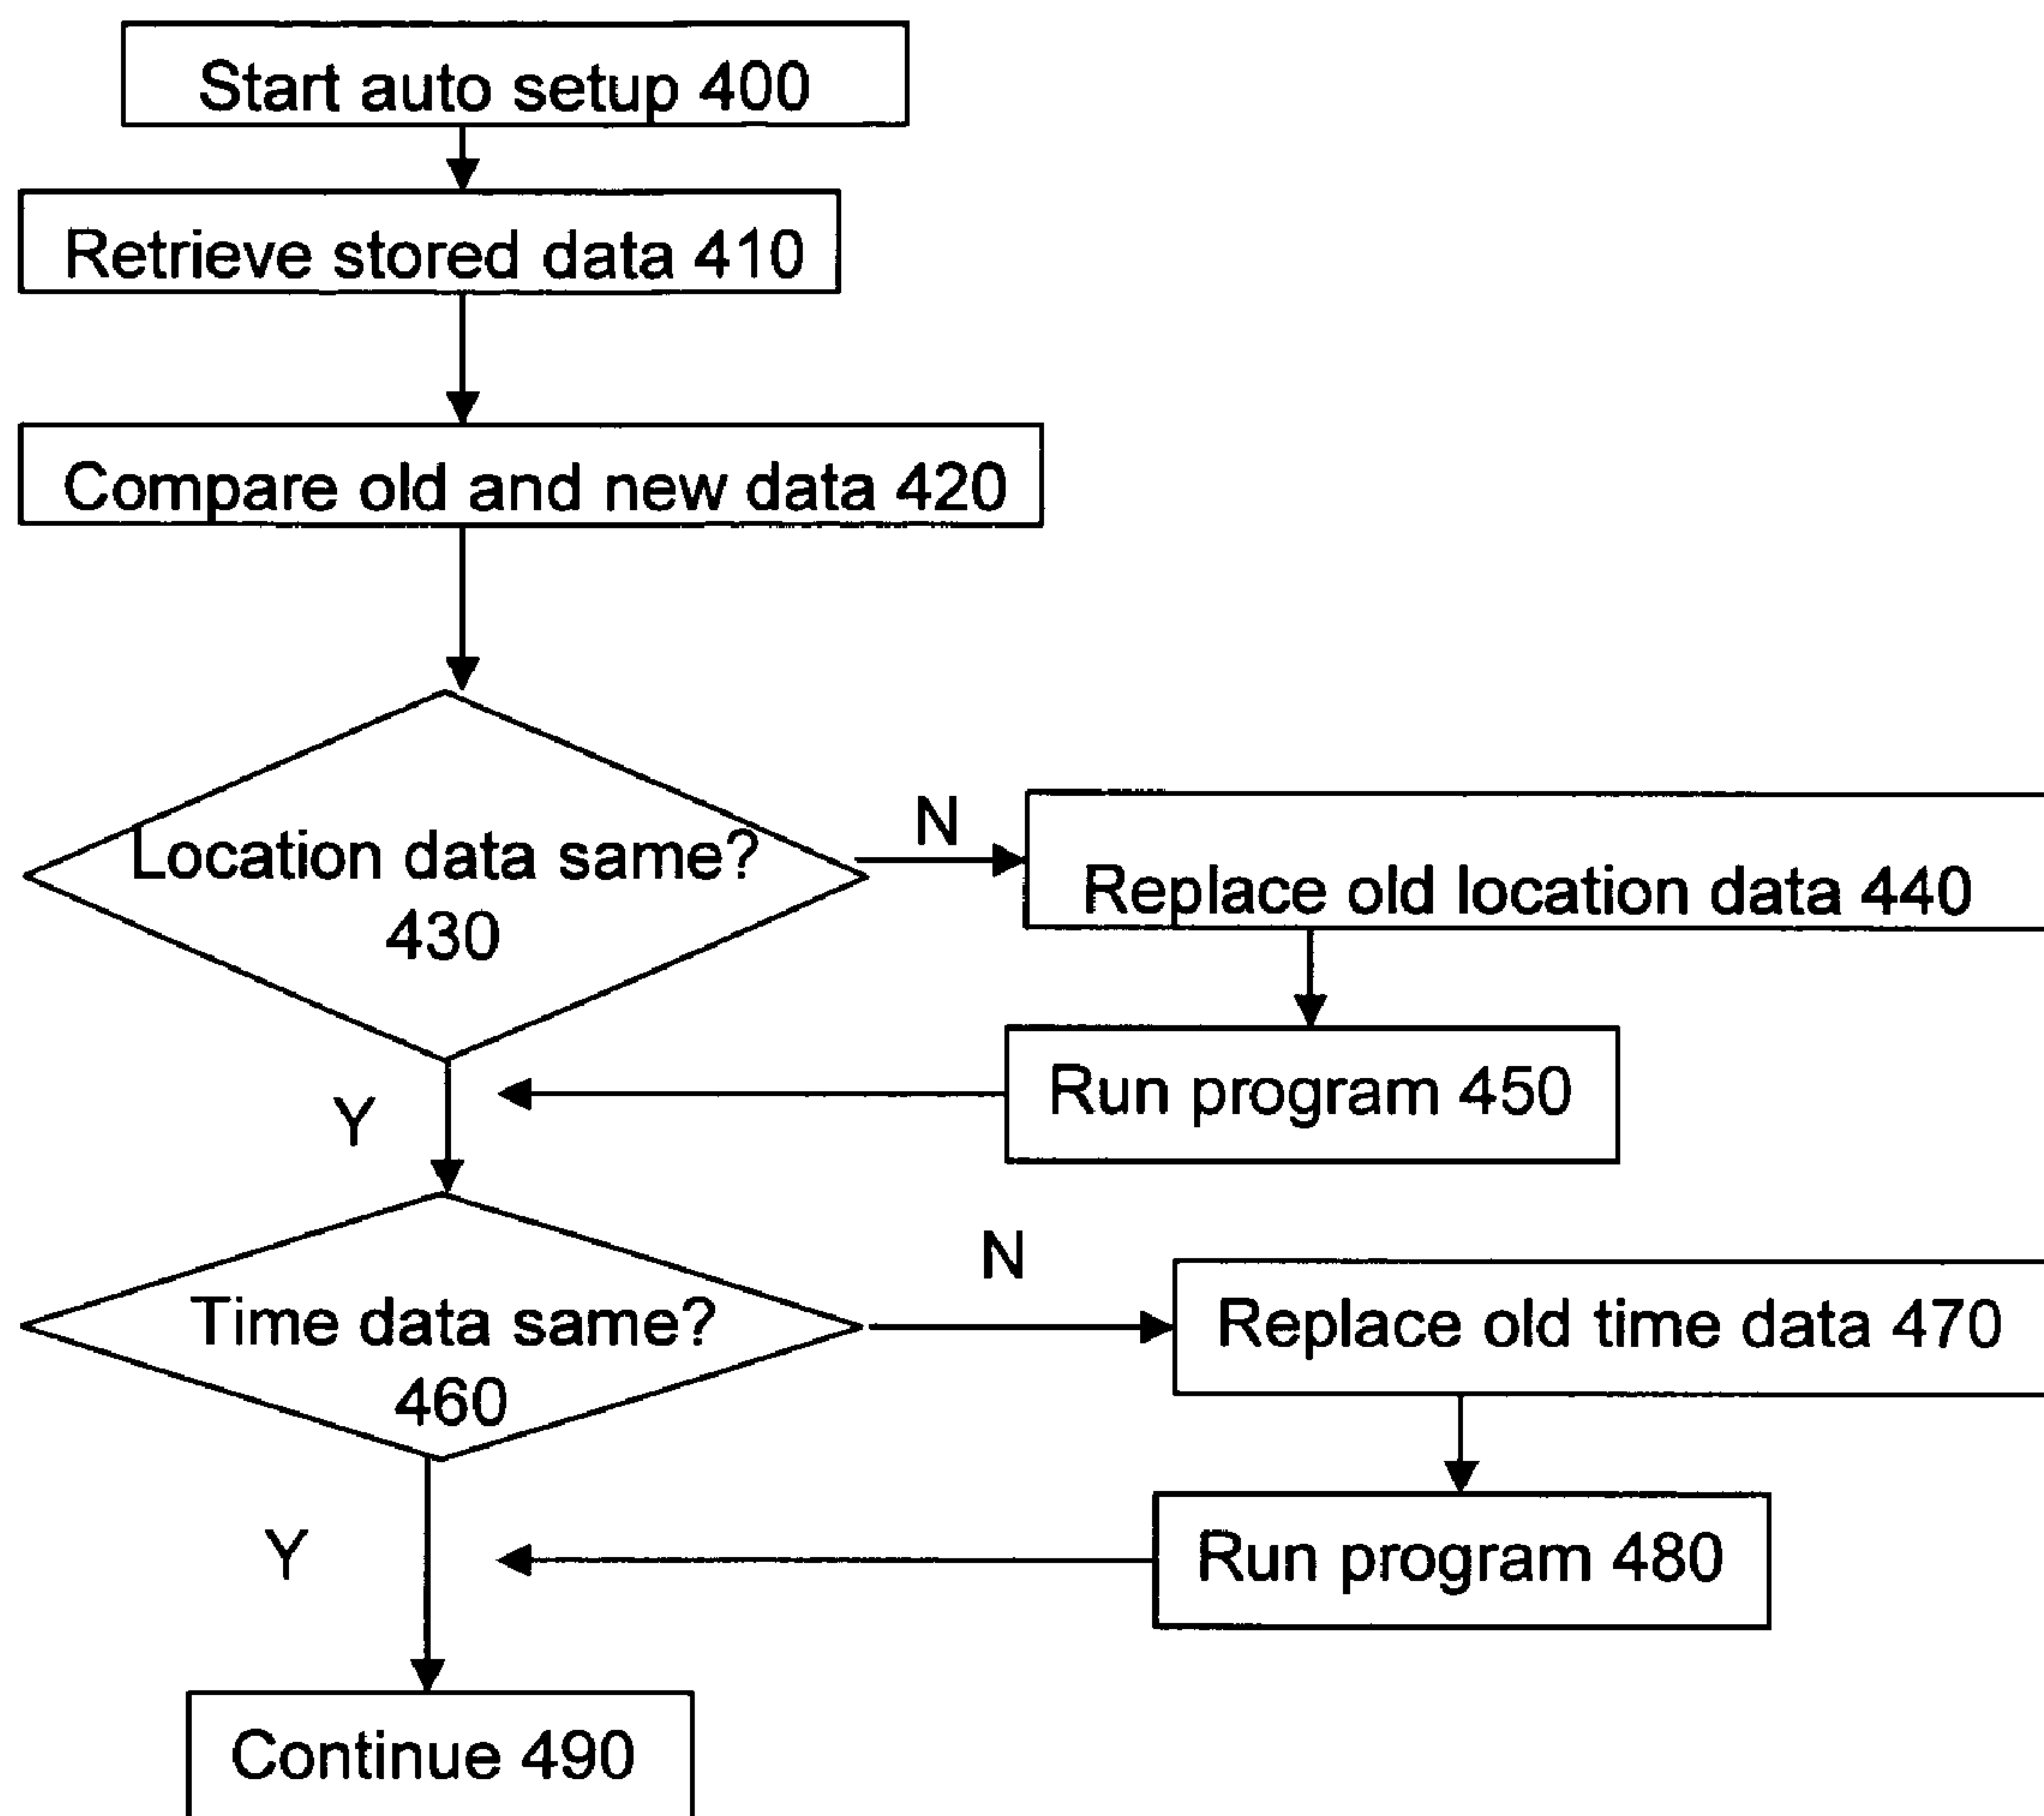 Start auto setup 400
Retrieve stored data 410
Compare old and new data 420
Location data same?
430
N
Replace old location data 440
Run program 450
Y
Time data same?
460
N
Replace old time data 470
Run program 480
Y
Continue 490